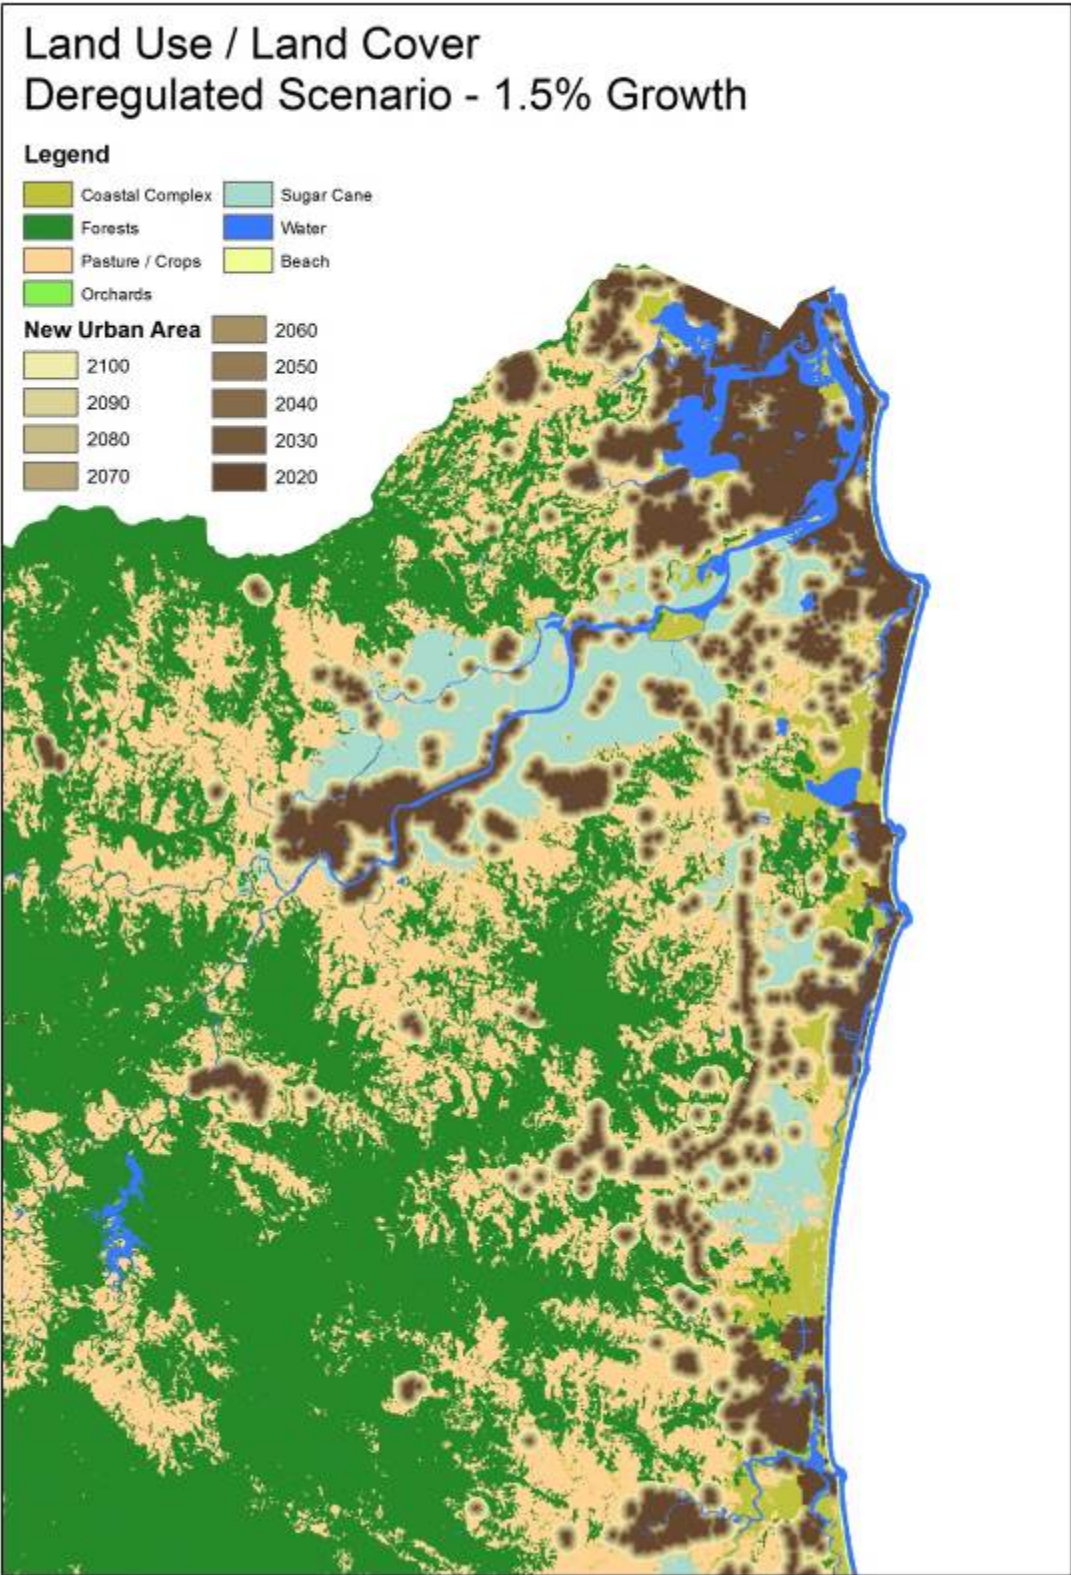 Land Use / Land Cover
Deregulated Scenario - 1.5% Growth
Legend
Coastal Complex
Sugar Cane
Forests
Water
Pasture / Crops
Beach
Orchards
New Urban Area
2060
2100
2050
2090
2040
2080
2030
2070
2020